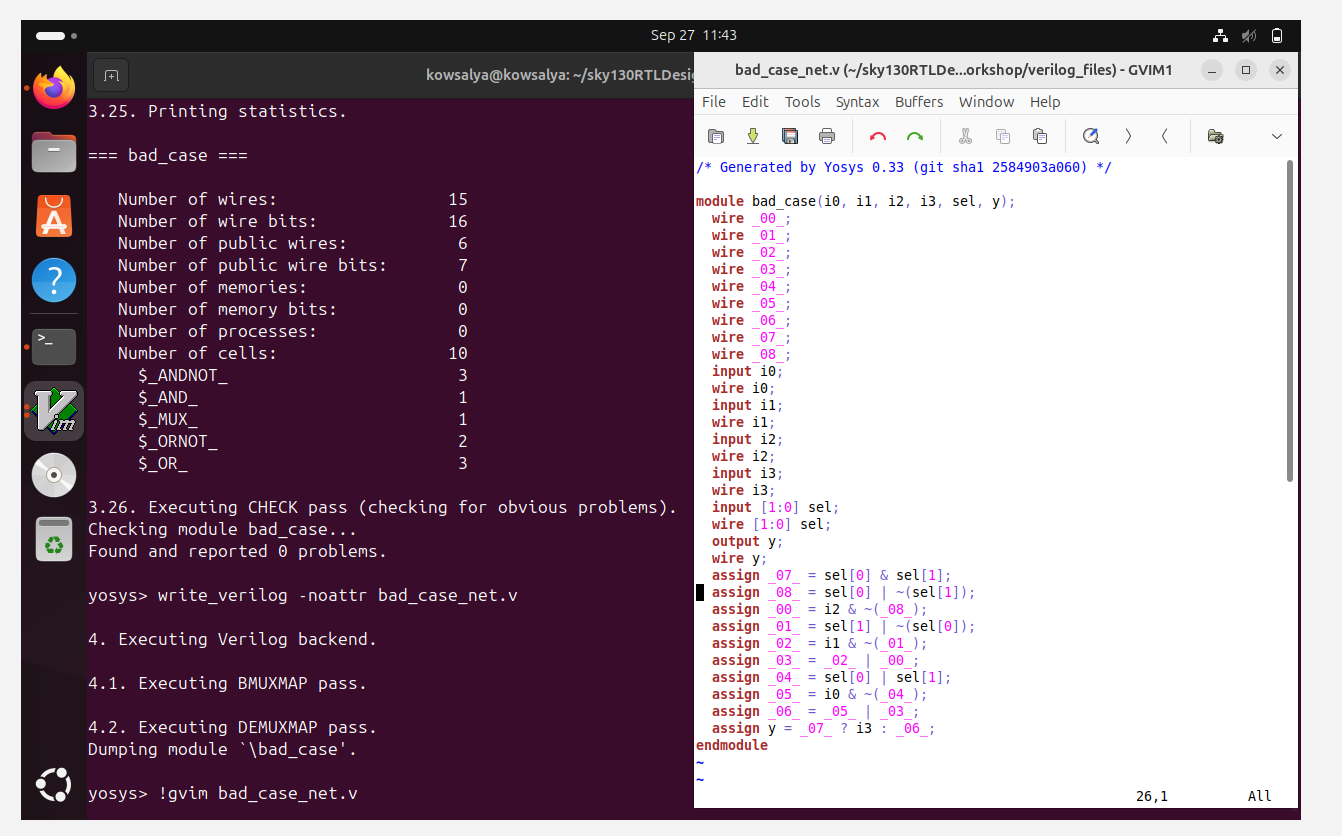 Sep 27 11:43
kowsalya@kowsalya: ~/sky130RTLDesi
3.25. Printing statistics.
=== bad_case ===
Number of wires: 15
Number of wire bits: 16
Number of public wires: 6
Number of public wire bits: 7
Number of memories: 0
Number of memory bits: 0
Number of processes: 0
Number of cells: 10
$_ANDNOT_ 3
$_AND_ 1
$_MUX_ 1
$_ORNOT_ 2
$_OR_ 3
3.26. Executing CHECK pass (checking for obvious problems).
Checking module bad_case...
Found and reported 0 problems.
yosys> write_verilog -noattr bad_case_net.v
4. Executing Verilog backend.
4.1. Executing BMUXMAP pass.
4.2. Executing DEMUXMAP pass.
Dumping module `\bad_case'.
yosys> !gvim bad_case_net.v
bad_case_net.v (~/sky130RTLDe...orkshop/verilog_files) - GVIM1
File Edit Tools Syntax Buffers Window Help
/* Generated by Yosys 0.33 (git sha1 2584903a060) */
module bad_case(i0, i1, i2, i3, sel, y);
wire _00_;
wire _01_;
wire _02_;
wire _03_;
wire _04_;
wire _05_;
wire _06_;
wire _07_;
wire _08_;
input i0;
wire i0;
input i1;
wire i1;
input i2;
wire i2;
input i3;
wire i3;
input [1:0] sel;
wire [1:0] sel;
output y;
wire y;
assign _07_ = sel[0] & sel[1];
assign _08_ = sel[0] | ~(sel[1]);
assign _00_ = i2 & ~(_08_);
assign _01_ = sel[1] | ~(sel[0]);
assign _02_ = i1 & ~(_01_);
assign _03_ = _02_ | _00_;
assign _04_ = sel[0] | sel[1];
assign _05_ = i0 & ~(_04_);
assign _06_ = _05_ | _03_;
assign y = _07_ ? i3 : _06_;
endmodule
~
~
26,1 All